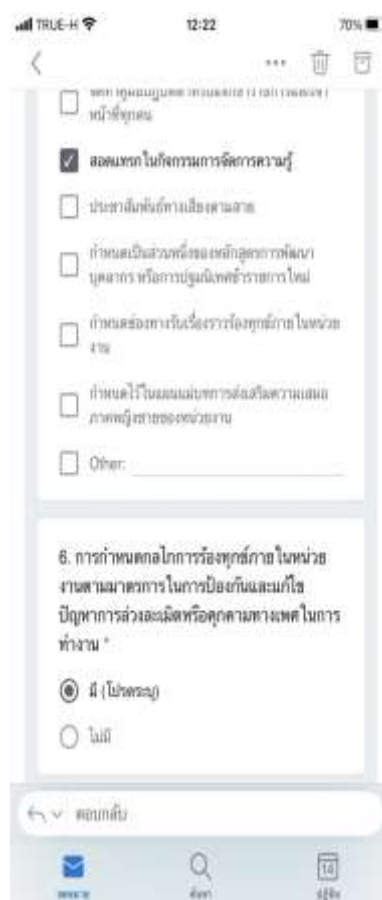 TRUE-H 12:22 70%
หน้าที่ทุกคน
สอดแทรกในกิจกรรมการจัดการความรู้
ประชาสัมพันธ์ทางเสียงตามสาย
กำหนดเป็นส่วนหนึ่งของหลักสูตรการพัฒนา
บุคลากร หรือการปฐมนิเทศข้าราชการใหม่
กำหนดช่องทางรับเรื่องราวร้องทุกข์ภายในหน่วย
งาน
กำหนดไว้ในแผนแม่บทการส่งเสริมความเสมอ
ภาคหญิงชายของหน่วยงาน
Other:
6. การกำหนดกลไกการร้องทุกข์ภายในหน่วย
งานตามมาตรการในการป้องกันและแก้ไข
ปัญหาการล่วงละเมิดหรือคุกคามทางเพศในการ
ทำงาน *
มี (โปรดระบุ)
ไม่มี
ตอบกลับ
14
จดหมาย ค้นหา ปฏิทิน